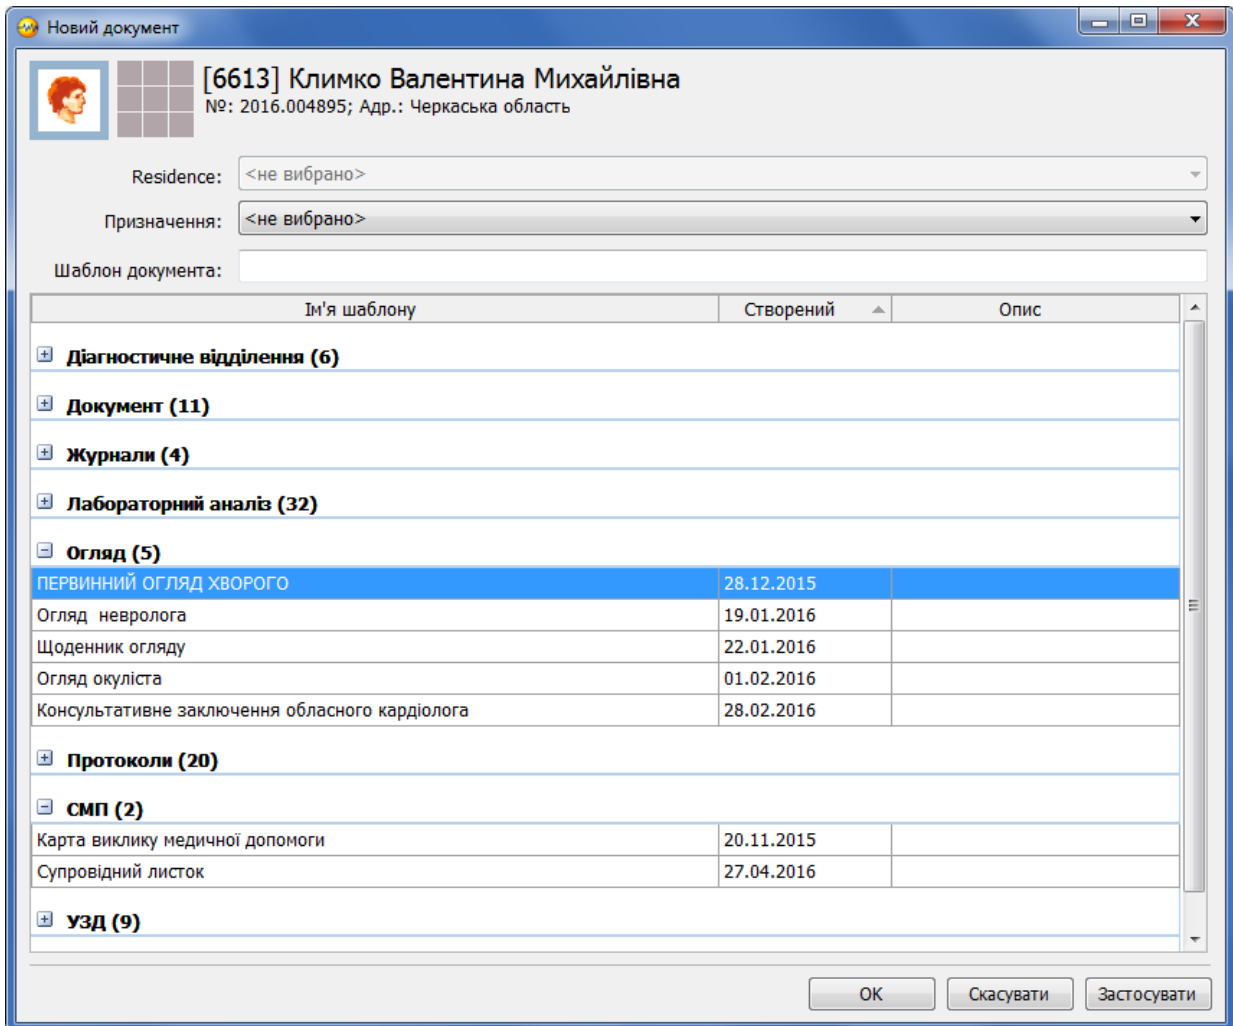 Новий документ
[6613] Климко Валентина Михайлівна
№: 2016.004895; Адр.: Черкаська область
Residence: <не вибрано>
Призначення: <не вибрано>
Шаблон документа:
Ім'я шаблону Створений Опис
Діагностичне відділення (6)
Документ (11)
Журнали (4)
Лабораторний аналіз (32)
Огляд (5)
ПЕРВИННИЙ ОГЛЯД ХВОРОГО 28.12.2015
Огляд  невролога 19.01.2016
Щоденник огляду 22.01.2016
Огляд окуліста 01.02.2016
Консультативне заключення обласного кардіолога 28.02.2016
Протоколи (20)
СМП (2)
Карта виклику медичної допомоги 20.11.2015
Супровідний листок 27.04.2016
УЗД (9)
ОК Скасувати Застосувати